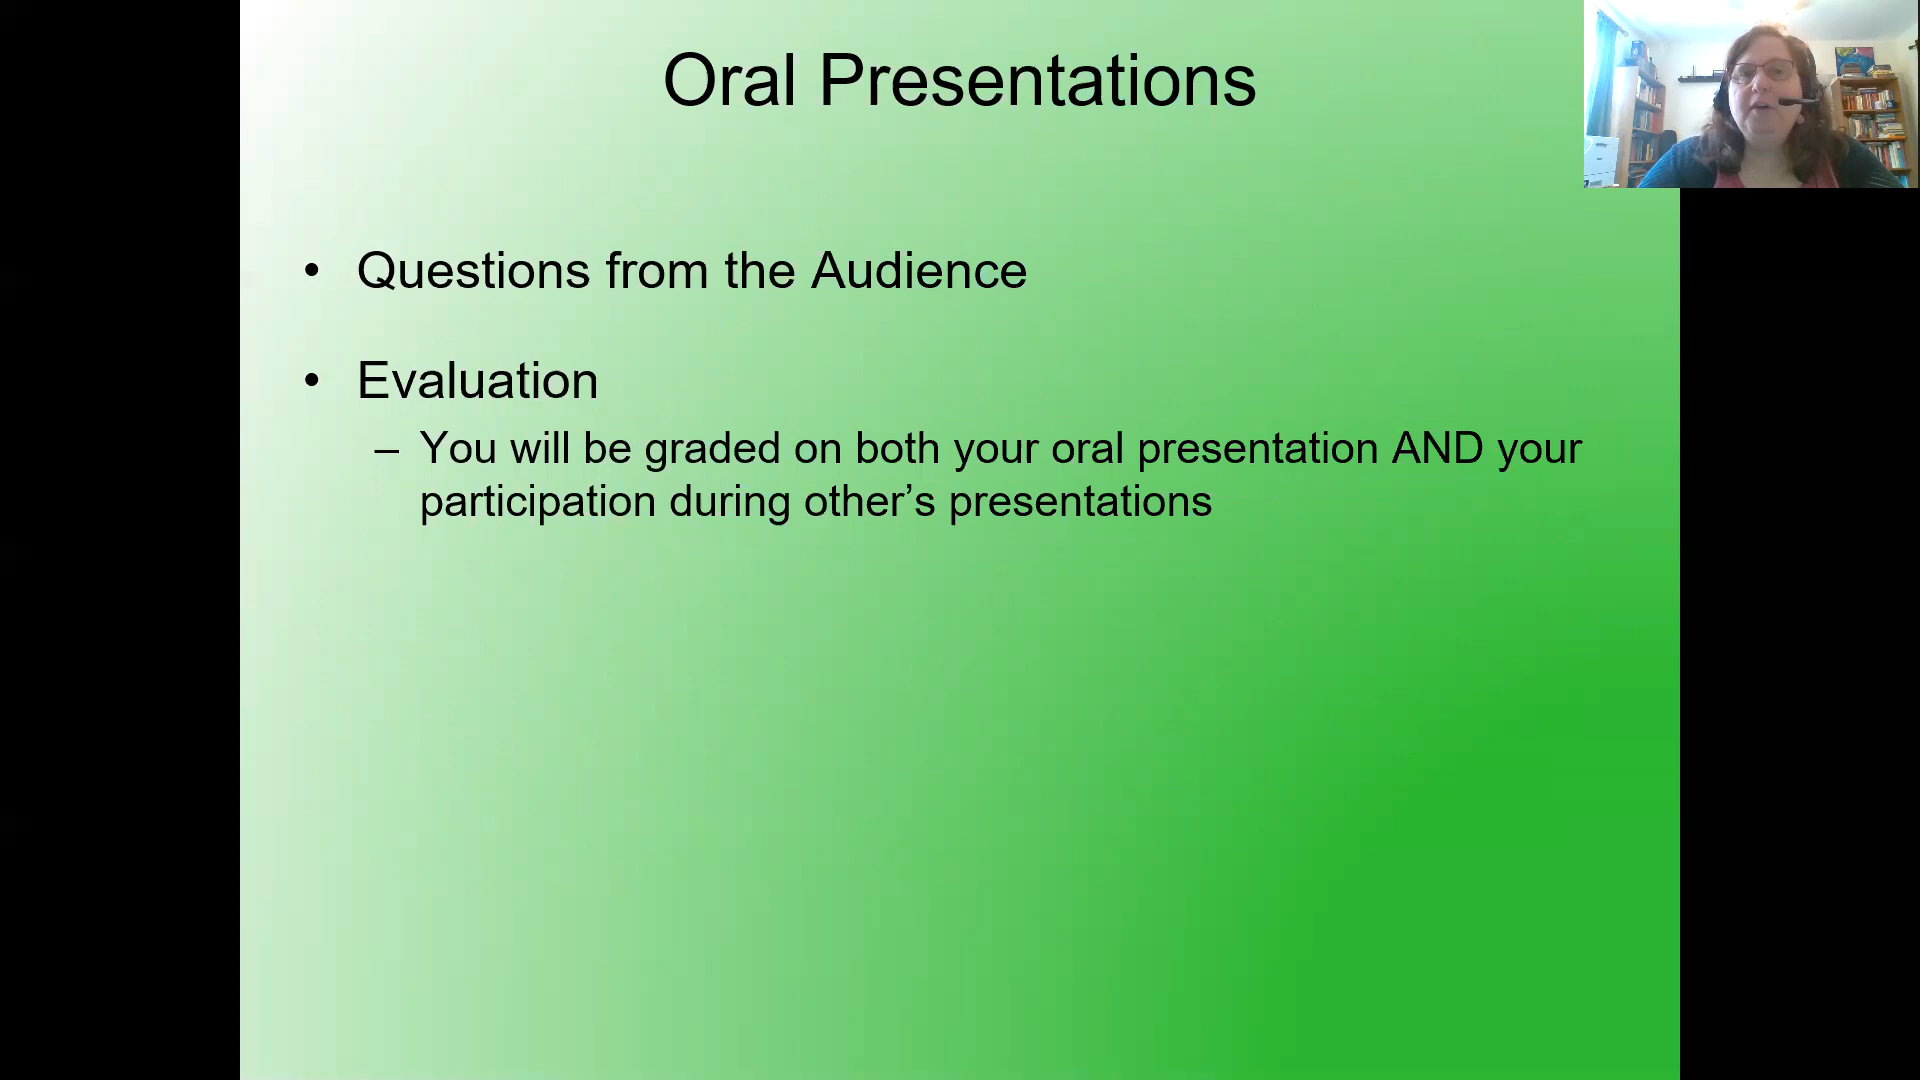 Oral Presentations
• Questions from the Audience
• Evaluation
– You will be graded on both your oral presentation AND your
participation during other’s presentations